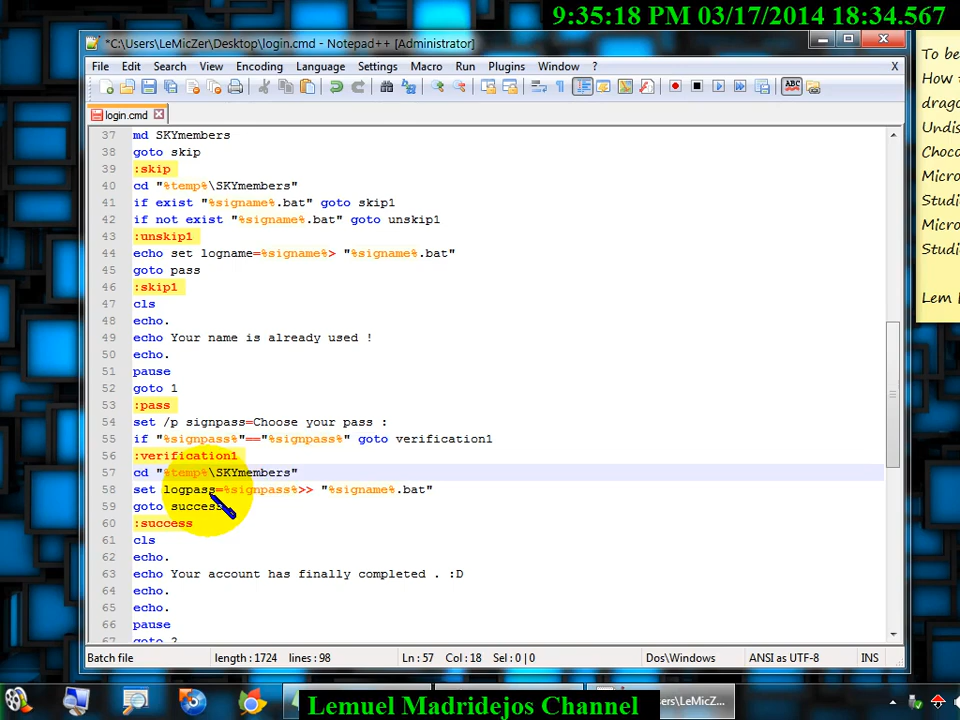 9:35:18 PM 03/17/2014 18:34.567
*C:\Users\LeMicZer\Desktop\login.cmd - Notepad++ [Administrator]
File Edit Search View Encoding Language Settings Macro Run Plugins Window ? X
login.cmd
37 md SKYmembers
38 goto skip
39 :skip
40 cd "%temp%\SKYmembers"
41 if exist "%signame%.bat" goto skip1
42 if not exist "%signame%.bat" goto unskip1
43 :unskip1
44 echo set logname=%signame%> "%signame%.bat"
45 goto pass
46 :skip1
47 cls
48 echo.
49 echo Your name is already used !
50 echo.
51 pause
52 goto 1
53 :pass
54 set /p signpass=Choose your pass :
55 if "%signpass%"=="%signpass%" goto verification1
56 :verification1
57 cd "%temp%\SKYmembers"
58 set logpass=%signpass%>> "%signame%.bat"
59 goto success
60 :success
61 cls
62 echo.
63 echo Your account has finally completed . :D
64 echo.
65 echo.
66 pause
67 goto 2
Batch file length : 1724 lines : 98 Ln : 57 Col : 18 Sel : 0 | 0 Dos\Windows ANSI as UTF-8 INS
To be
How
drago
Undis
Choco
Micro
Studi
Micro
Studi
Lem
Lemuel Madridejos Channel